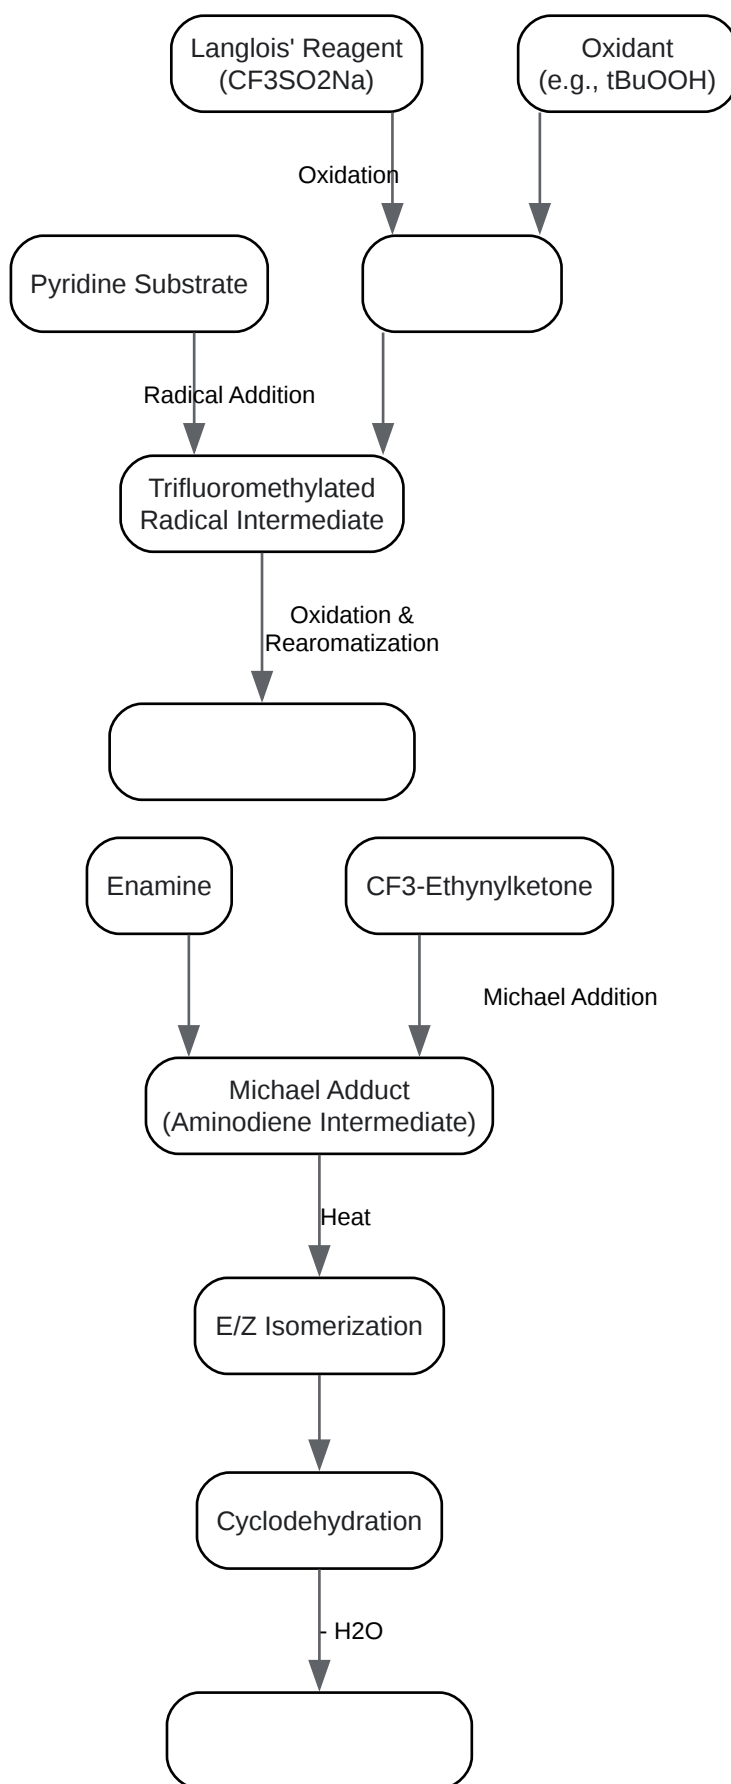 Langlois' Reagent
(CF3SO2Na)
Oxidant
(e.g., tBuOOH)
Oxidation
Pyridine Substrate
Radical Addition
Trifluoromethylated
Radical Intermediate
Oxidation &
Rearomatization
Enamine
CF3-Ethynylketone
Michael Addition
Michael Adduct
(Aminodiene Intermediate)
Heat
E/Z Isomerization
Cyclodehydration
- H2O